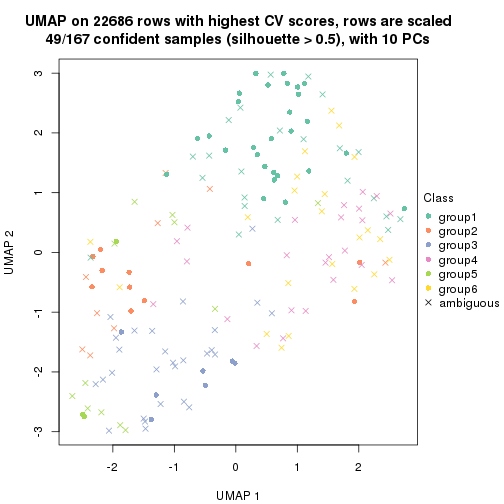 UMAP on 22686 rows with highest CV scores, rows are scaled
49/167 confident samples (silhouette > 0.5), with 10 PCs
3
2
1
0
-1
-2
-3
UMAP 2
-2
-1
0
1
2
UMAP 1
Class
group1
group2
group3
group4
group5
group6
ambiguous